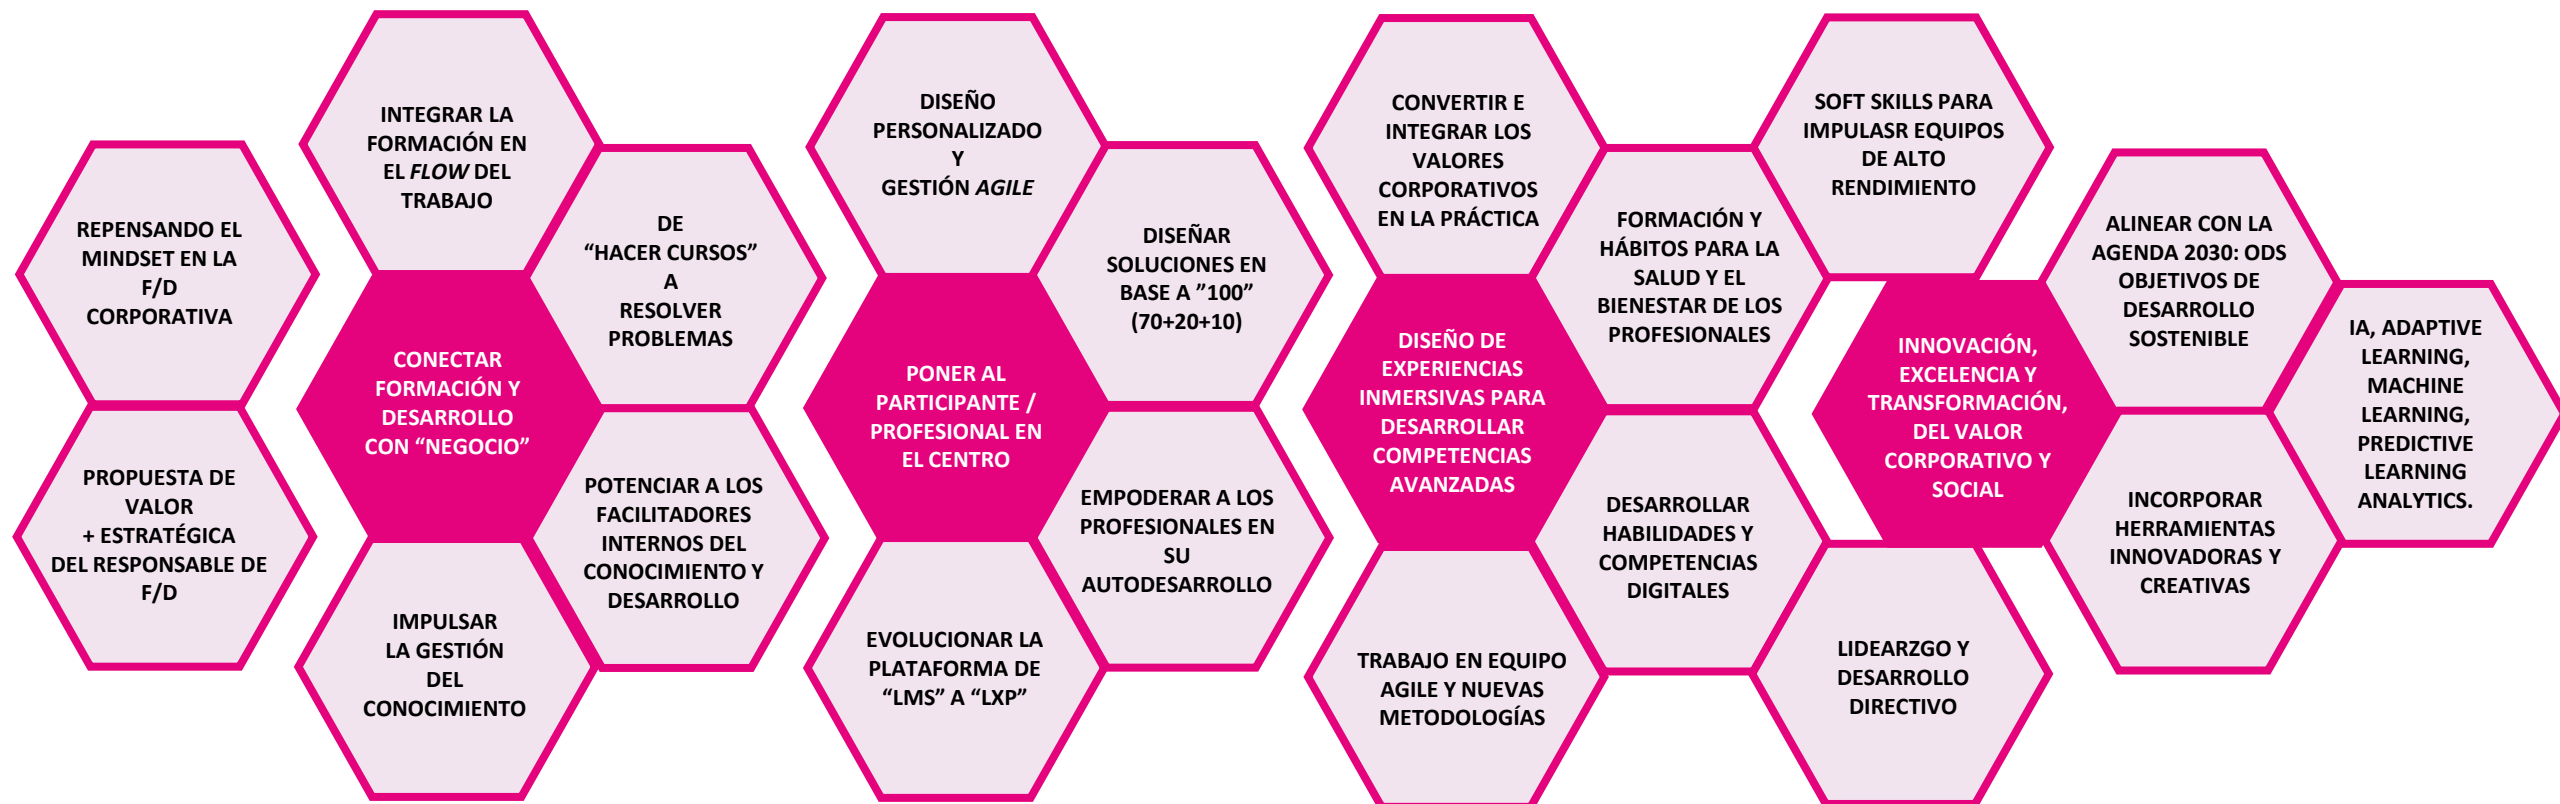 REPENSANDO EL
MINDSET EN LA
F/D
CORPORATIVA
PROPUESTA DE
VALOR
+ ESTRATÉGICA
DEL RESPONSABLE DE
F/D
INTEGRAR LA
FORMACIÓN EN
EL FLOW DEL
TRABAJO
CONECTAR
FORMACIÓN Y
DESARROLLO
CON “NEGOCIO”
IMPULSAR
LA GESTIÓN
DEL
CONOCIMIENTO
DE
“HACER CURSOS”
A
RESOLVER
PROBLEMAS
POTENCIAR A LOS
FACILITADORES
INTERNOS DEL
CONOCIMIENTO Y
DESARROLLO
DISEÑO
PERSONALIZADO
Y
GESTIÓN AGILE
PONER AL
PARTICIPANTE /
PROFESIONAL EN
EL CENTRO
EVOLUCIONAR LA
PLATAFORMA DE
“LMS” A “LXP”
DISEÑAR
SOLUCIONES EN
BASE A ”100”
(70+20+10)
EMPODERAR A LOS
PROFESIONALES EN
SU
AUTODESARROLLO
CONVERTIR E
INTEGRAR LOS
VALORES
CORPORATIVOS
EN LA PRÁCTICA
DISEÑO DE
EXPERIENCIAS
INMERSIVAS PARA
DESARROLLAR
COMPETENCIAS
AVANZADAS
TRABAJO EN EQUIPO
AGILE Y NUEVAS
METODOLOGÍAS
FORMACIÓN Y
HÁBITOS PARA LA
SALUD Y EL
BIENESTAR DE LOS
PROFESIONALES
DESARROLLAR
HABILIDADES Y
COMPETENCIAS
DIGITALES
SOFT SKILLS PARA
IMPULASR EQUIPOS
DE ALTO
RENDIMIENTO
INNOVACIÓN,
EXCELENCIA Y
TRANSFORMACIÓN,
DEL VALOR
CORPORATIVO Y
SOCIAL
LIDEARZGO Y
DESARROLLO
DIRECTIVO
ALINEAR CON LA
AGENDA 2030: ODS
OBJETIVOS DE
DESARROLLO
SOSTENIBLE
INCORPORAR
HERRAMIENTAS
INNOVADORAS Y
CREATIVAS
IA, ADAPTIVE
LEARNING,
MACHINE
LEARNING,
PREDICTIVE
LEARNING
ANALYTICS.